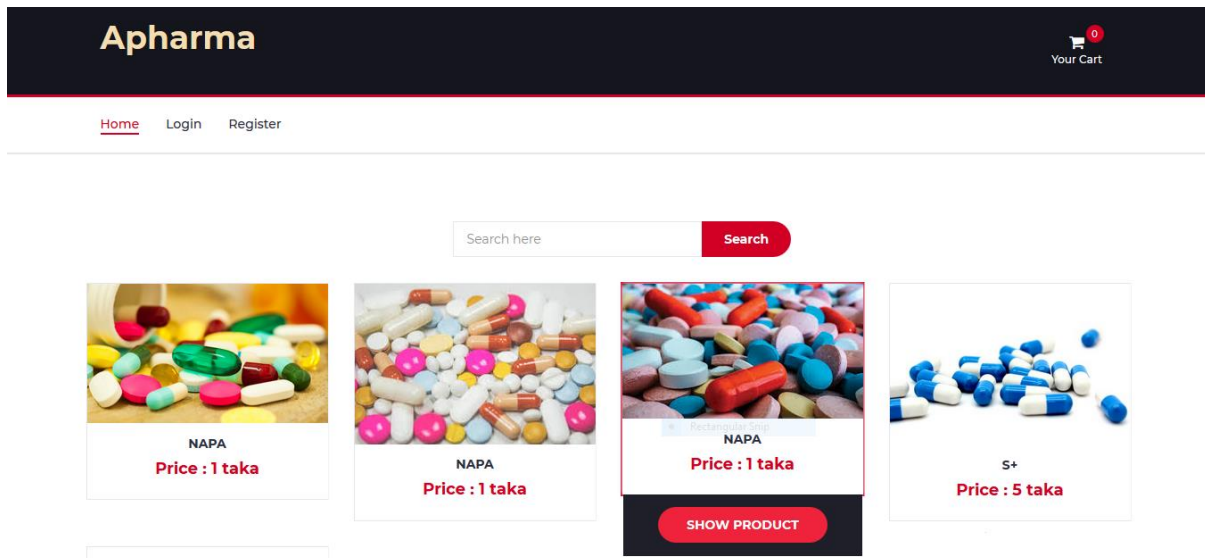 Apharma
0
Your Cart
Home Login Register
Search here Search
NAPA
Price : 1 taka
NAPA
Price : 1 taka
Rectangular Snip
NAPA
Price : 1 taka
SHOW PRODUCT
S+
Price : 5 taka